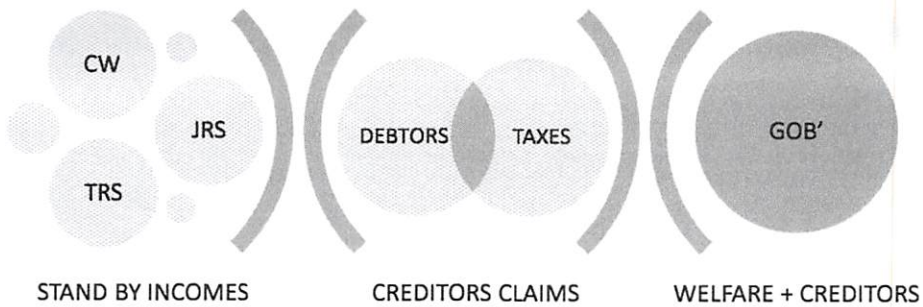 CW
JRS
TRS
DEBTORS
TAXES
GOB'
STAND BY INCOMES
CREDITORS CLAIMS
WELFARE + CREDITORS